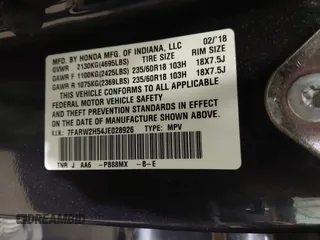 MFD. BY HONDA MFG. OF INDIANA, LLC 02/'18
GVWR 2130KG(4695LBS) TIRE SIZE RIM SIZE
GAWR F 1100KG(2425LBS) 235/60R18 103H 18X7.5J
GAWR R 1075KG(2369LBS) 235/60R18 103H 18X7.5J
THIS VEHICLE CONFORMS TO ALL APPLICABLE
FEDERAL MOTOR VEHICLE SAFETY
AND THEFT PREVENTION STANDARDS IN EFFECT
ON THE DATE OF MANUFACTURE SHOWN ABOVE.
7FARW2H54JE028926 TYPE: MPV
TNR J AA6 -PB88MX -B-E
DREAMBID